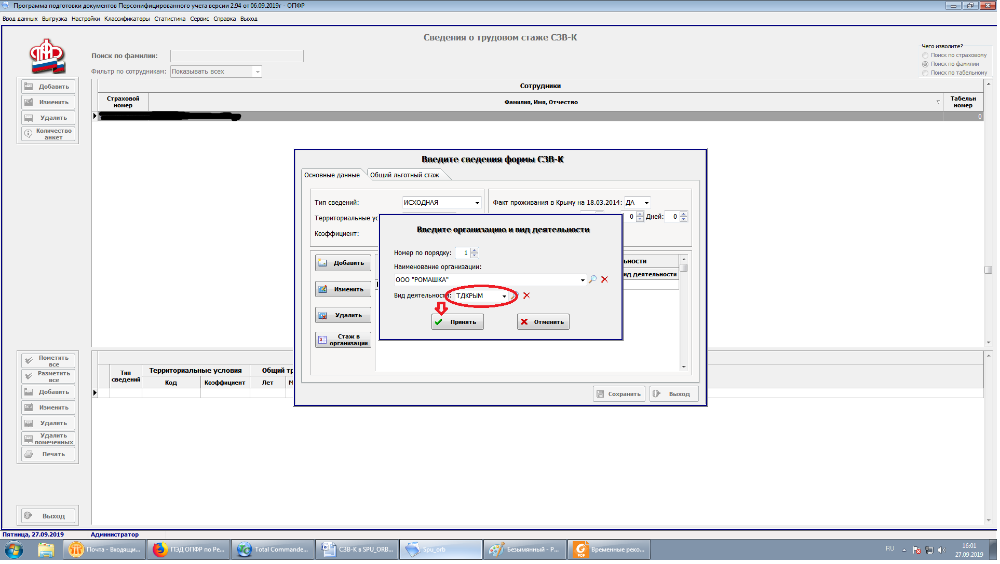 Программа подготовки документов Персонифицированного учета версии 2.94 от 06.09.2019г - ОПФР
Ввод данных Выгрузка Настройки Классификаторы Статистика Сервис Справка Выход
Сведения о трудовом стаже СЗВ-К
Чего изволите?
Поиск по страховому
Поиск по фамилии
Поиск по табельному
Поиск по фамилии:
Фильтр по сотрудникам: Показывать всех
Добавить
Изменить
Удалить
Количество
анкет
Сотрудники
Страховой
номер
Фамилия, Имя, Отчество
Табельн
номер
0
Введите сведения формы СЗВ-К
Основные данные Общий льготный стаж
Тип сведений: ИСХОДНАЯ
Факт проживания в Крыму на 18.03.2014: ДА
Территориальные ус
0 Дней: 0
Коэффициент:
Введите организацию и вид деятельности
Номер по порядку: 1
Наименование организации:
ООО "РОМАШКА"
Вид деятельности: ТДКРЫМ
Принять Отменить
Добавить
Изменить
Удалить
Стаж в
организации
ьности
ид деятельности
Сохранить Выход
Пометить
все
Разметить
все
Добавить
Изменить
Удалить
Удалить
помеченных
Печать
Тип
сведений
Территориальные условия
Код Коэффициент
Общий тр
Лет М
Выход
Пятница, 27.09.2019 Администратор
Почта - Входящи... ПЭД ОПФР по Ре... Total Commande... СЗВ-К в SPU_ORB... Spu_orb Безымянный - Р... Временные реко...
RU
16:01
27.09.2019